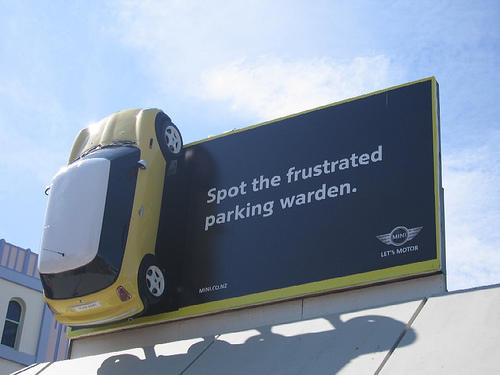 Spot the frustrated
parking warden.
MINI
LET'S MOTOR
MINI.CO.NZ